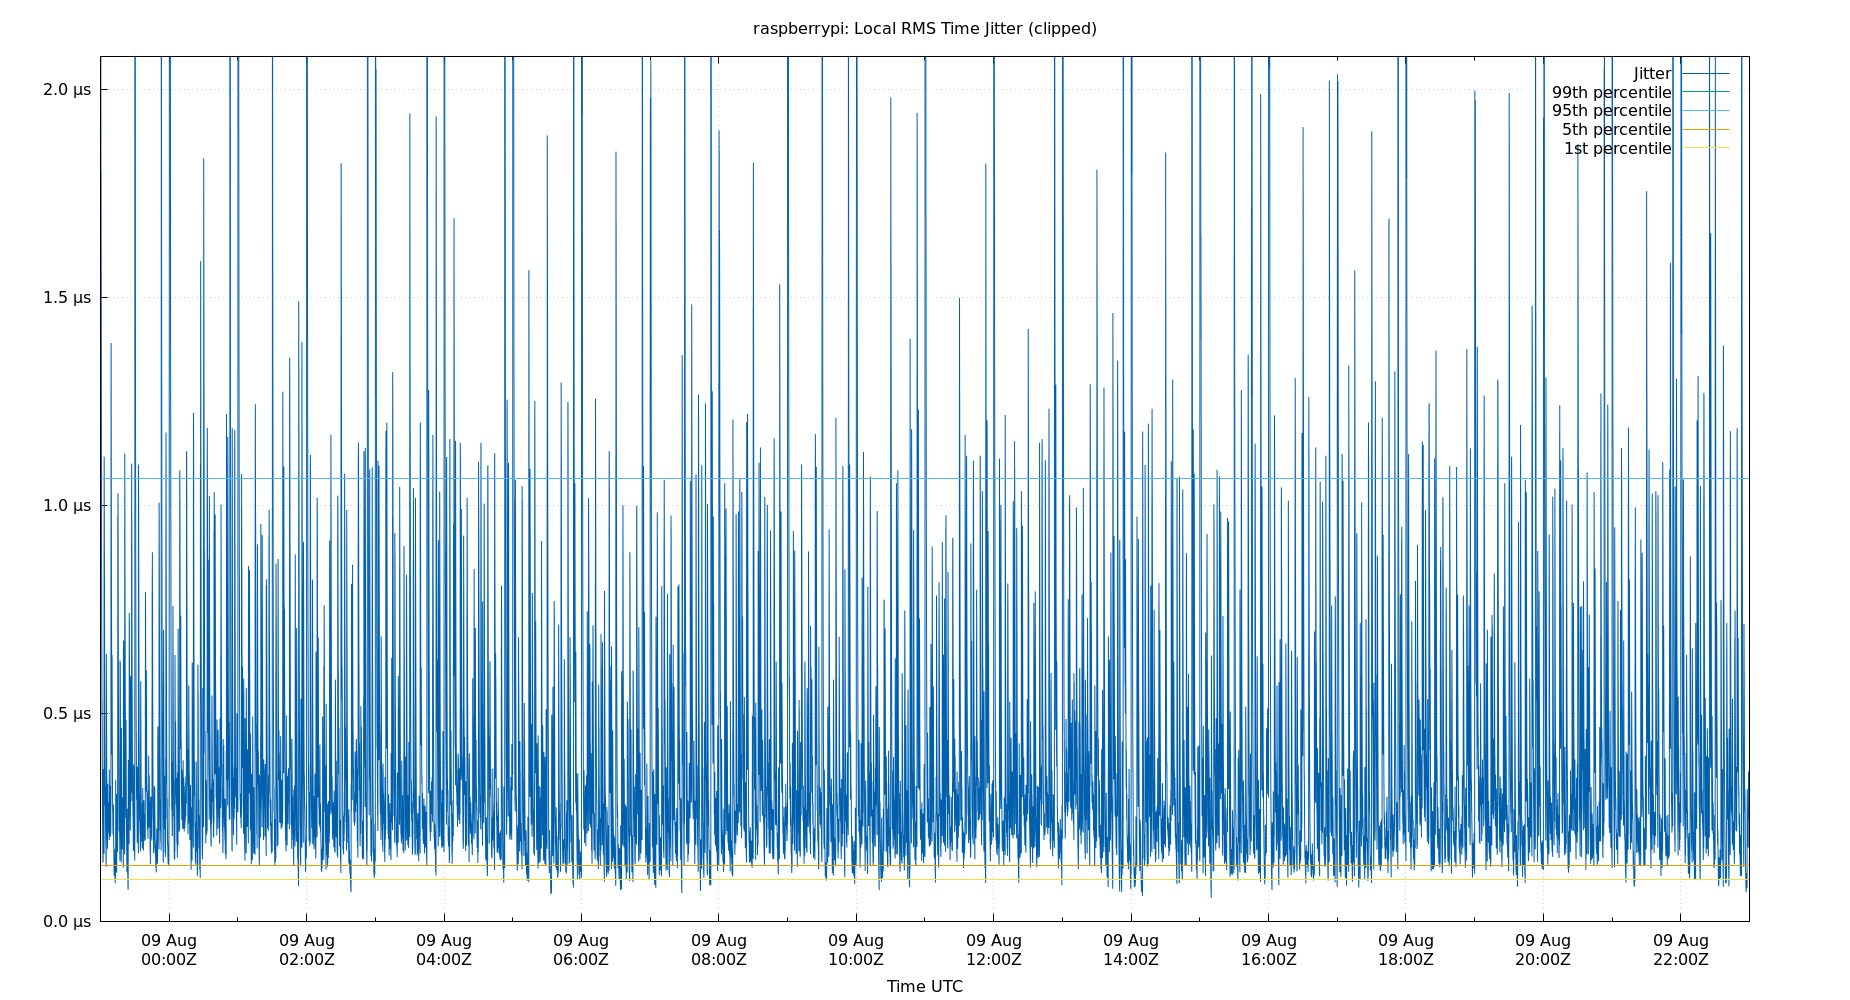 raspberrypi: Local RMS Time Jitter (clipped)
2.0 μs
1.5 μs
1.0 μs
0.5 μs
0.0 μs
Jitter
99th percentile
95th percentile
5th percentile
1st percentile
09 Aug 09 Aug 09 Aug 09 Aug 09 Aug 09 Aug 09 Aug 09 Aug 09 Aug 09 Aug 09 Aug 09 Aug
00:00Z 02:00Z 04:00Z 06:00Z 08:00Z 10:00Z 12:00Z 14:00Z 16:00Z 18:00Z 20:00Z 22:00Z
Time UTC